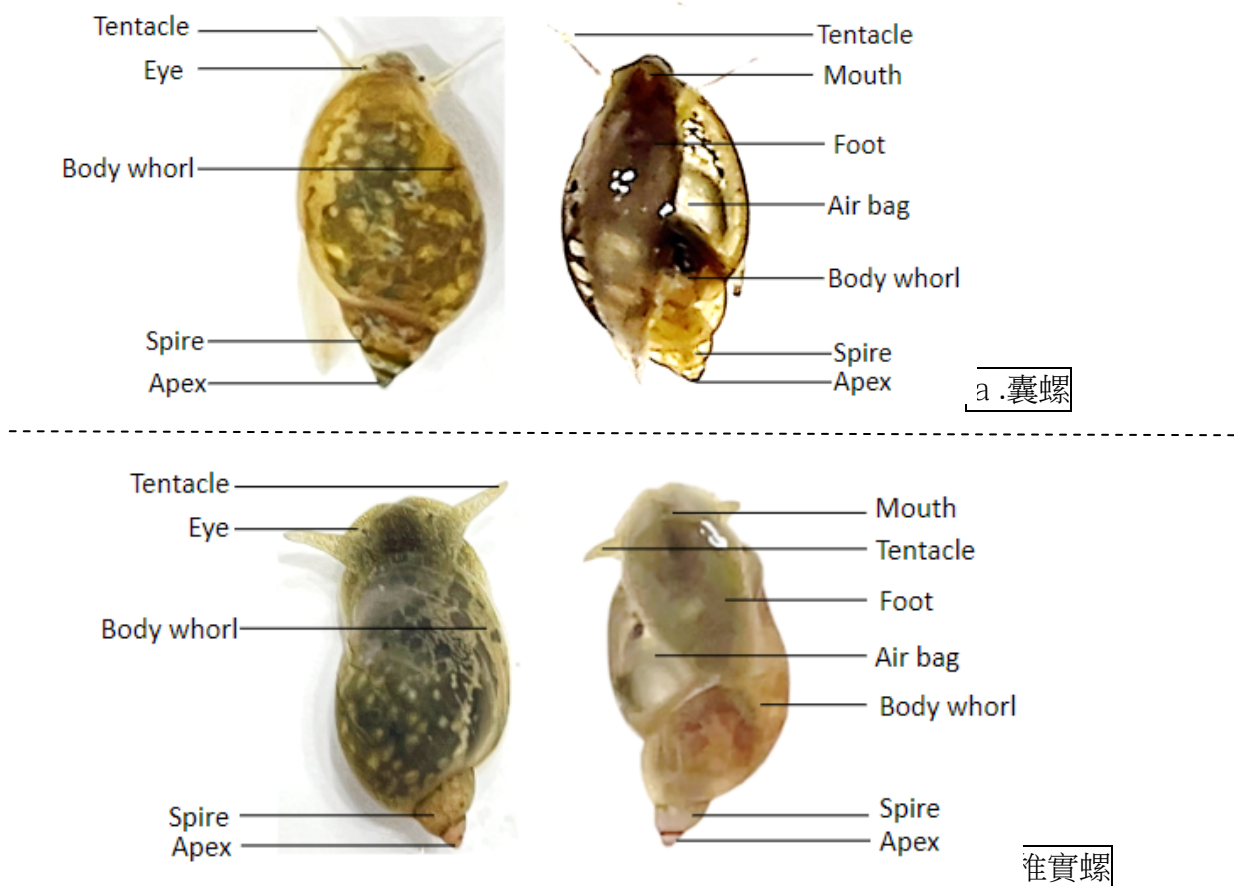 Tentacle
Eye
Body whorl
Spire
Apex
Tentacle
Mouth
Foot
Air bag
Body whorl
Spire
Apex
a .囊螺
Tentacle
Eye
Body whorl
Spire
Apex
Mouth
Tentacle
Foot
Air bag
Body whorl
Spire
Apex
實螺